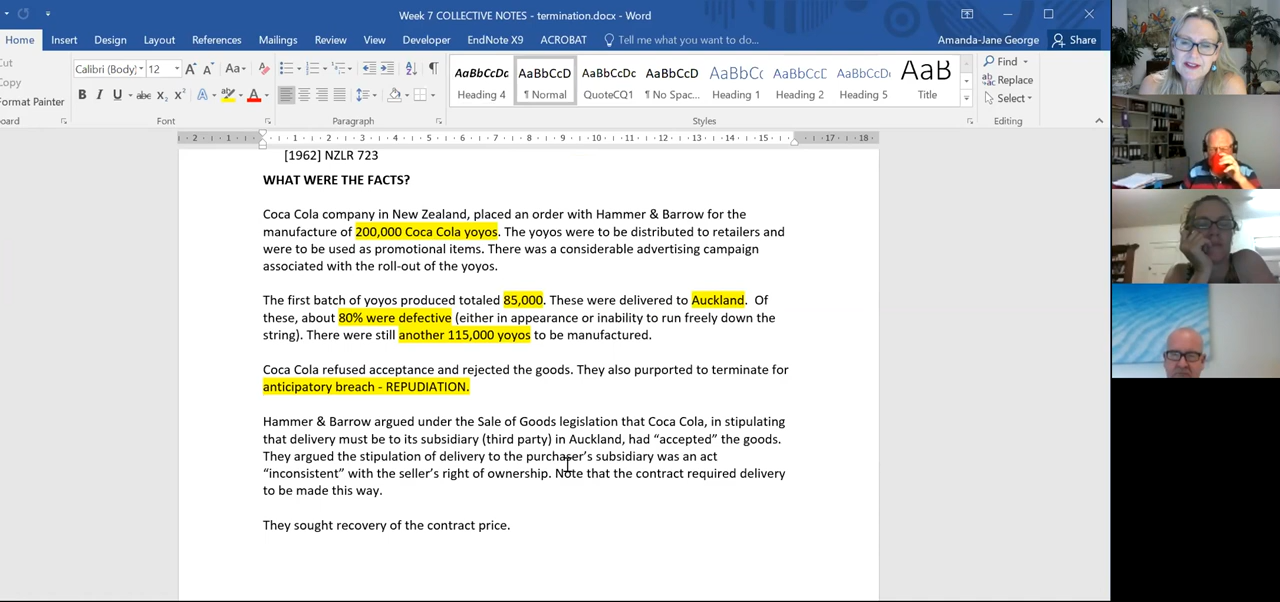 Week 7 COLLECTIVE NOTES - termination.docx - Word
Home Insert Design Layout References Mailings Review View Developer EndNote X9 ACROBAT Tell me what you want to do... Amanda-Jane George Share
Cut
Copy
Format Painter
Calibri (Body) 12 A A Aa
B I U abc X₂ X² A A
AaBbCcDc AaBbCcD AaBbCcDc AaBbCcD AaBbCc AaBbCcD AaBbCcD AaB
Heading 4 ¶ Normal QuoteCQ1 ¶ No Spac... Heading 1 Heading 2 Heading 5 Title
Find
Replace
Select
Font Paragraph Styles Editing
[1962] NZLR 723
WHAT WERE THE FACTS?
Coca Cola company in New Zealand, placed an order with Hammer & Barrow for the
manufacture of 200,000 Coca Cola yoyos. The yoyos were to be distributed to retailers and
were to be used as promotional items. There was a considerable advertising campaign
associated with the roll-out of the yoyos.
The first batch of yoyos produced totaled 85,000. These were delivered to Auckland. Of
these, about 80% were defective (either in appearance or inability to run freely down the
string). There were still another 115,000 yoyos to be manufactured.
Coca Cola refused acceptance and rejected the goods. They also purported to terminate for
anticipatory breach - REPUDIATION.
Hammer & Barrow argued under the Sale of Goods legislation that Coca Cola, in stipulating
that delivery must be to its subsidiary (third party) in Auckland, had “accepted” the goods.
They argued the stipulation of delivery to the purchaser’s subsidiary was an act
“inconsistent” with the seller’s right of ownership. Note that the contract required delivery
to be made this way.
They sought recovery of the contract price.